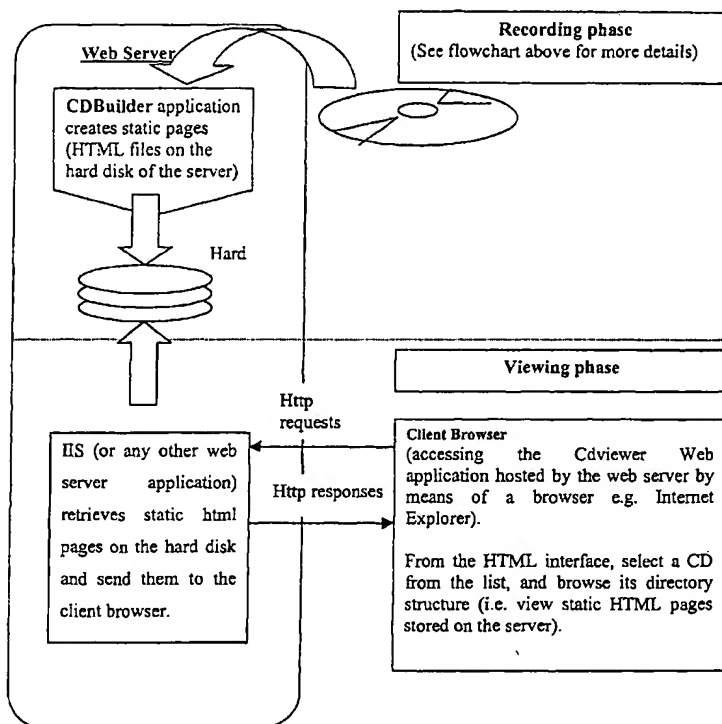 Web Server
Recording phase
(See flowchart above for more details)
CDBuilder application
creates static pages
(HTML files on the
hard disk of the server)
Hard
Viewing phase
Http
requests
Http responses
IIS (or any other web
server application)
retrieves static html
pages on the hard disk
and send them to the
client browser.
Client Browser
(accessing the Cdviewer Web
application hosted by the web server by
means of a browser e.g. Internet
Explorer).
From the HTML interface, select a CD
from the list, and browse its directory
structure (i.e. view static HTML pages
stored on the server).